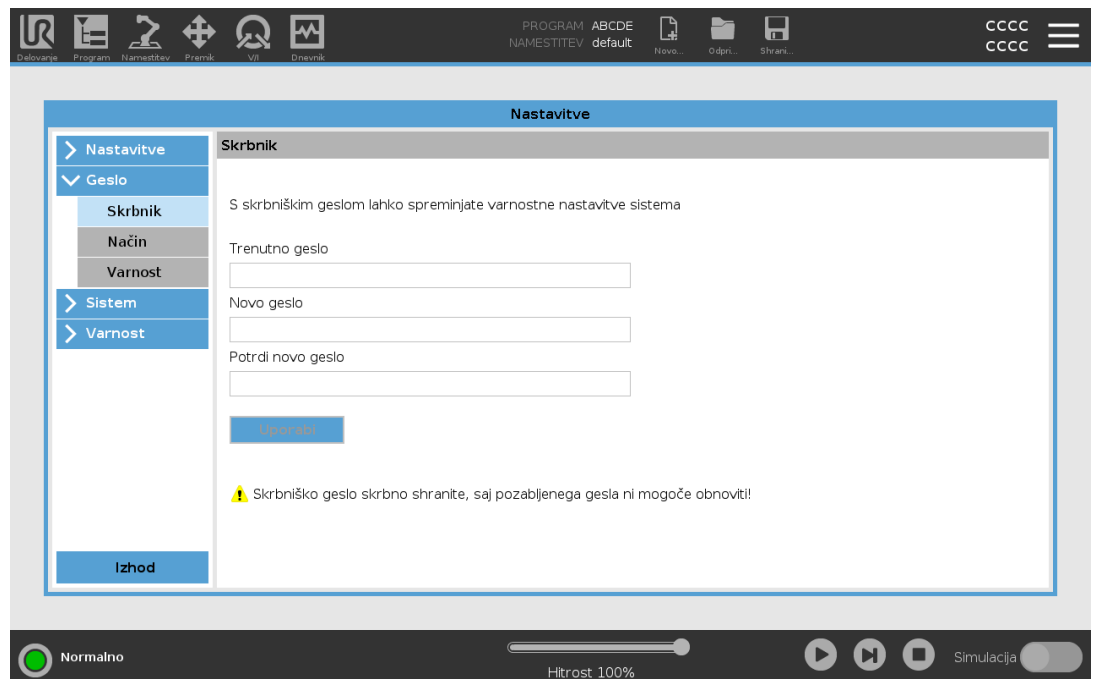 PROGRAM ABCDE
NAMESTITEV default
CCCC
CCCC
Delovanje Program Namestitev Premik V/I Dnevnik Novo... Odpri... Shrani...
Nastavitve
Nastavitve
Geslo
Skrbnik
Način
Varnost
Sistem
Varnost
Izhod
Skrbnik
S skrbniškim geslom lahko spreminjate varnostne nastavitve sistema
Trenutno geslo
Novo geslo
Potrdi novo geslo
Uporabi
Skrbniško geslo skrbno shranite, saj pozabljenega gesla ni mogoče obnoviti!
Normalno
Hitrost 100%
Simulacija